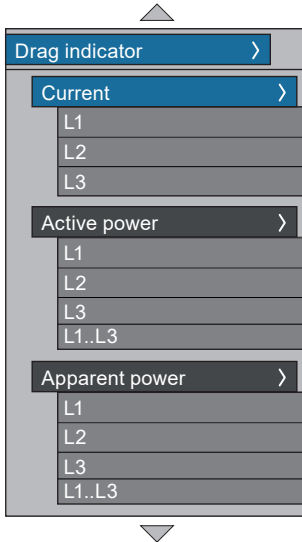 Drag indicator
Current
L1
L2
L3
Active power
L1
L2
L3
L1..L3
Apparent power
L1
L2
L3
L1..L3